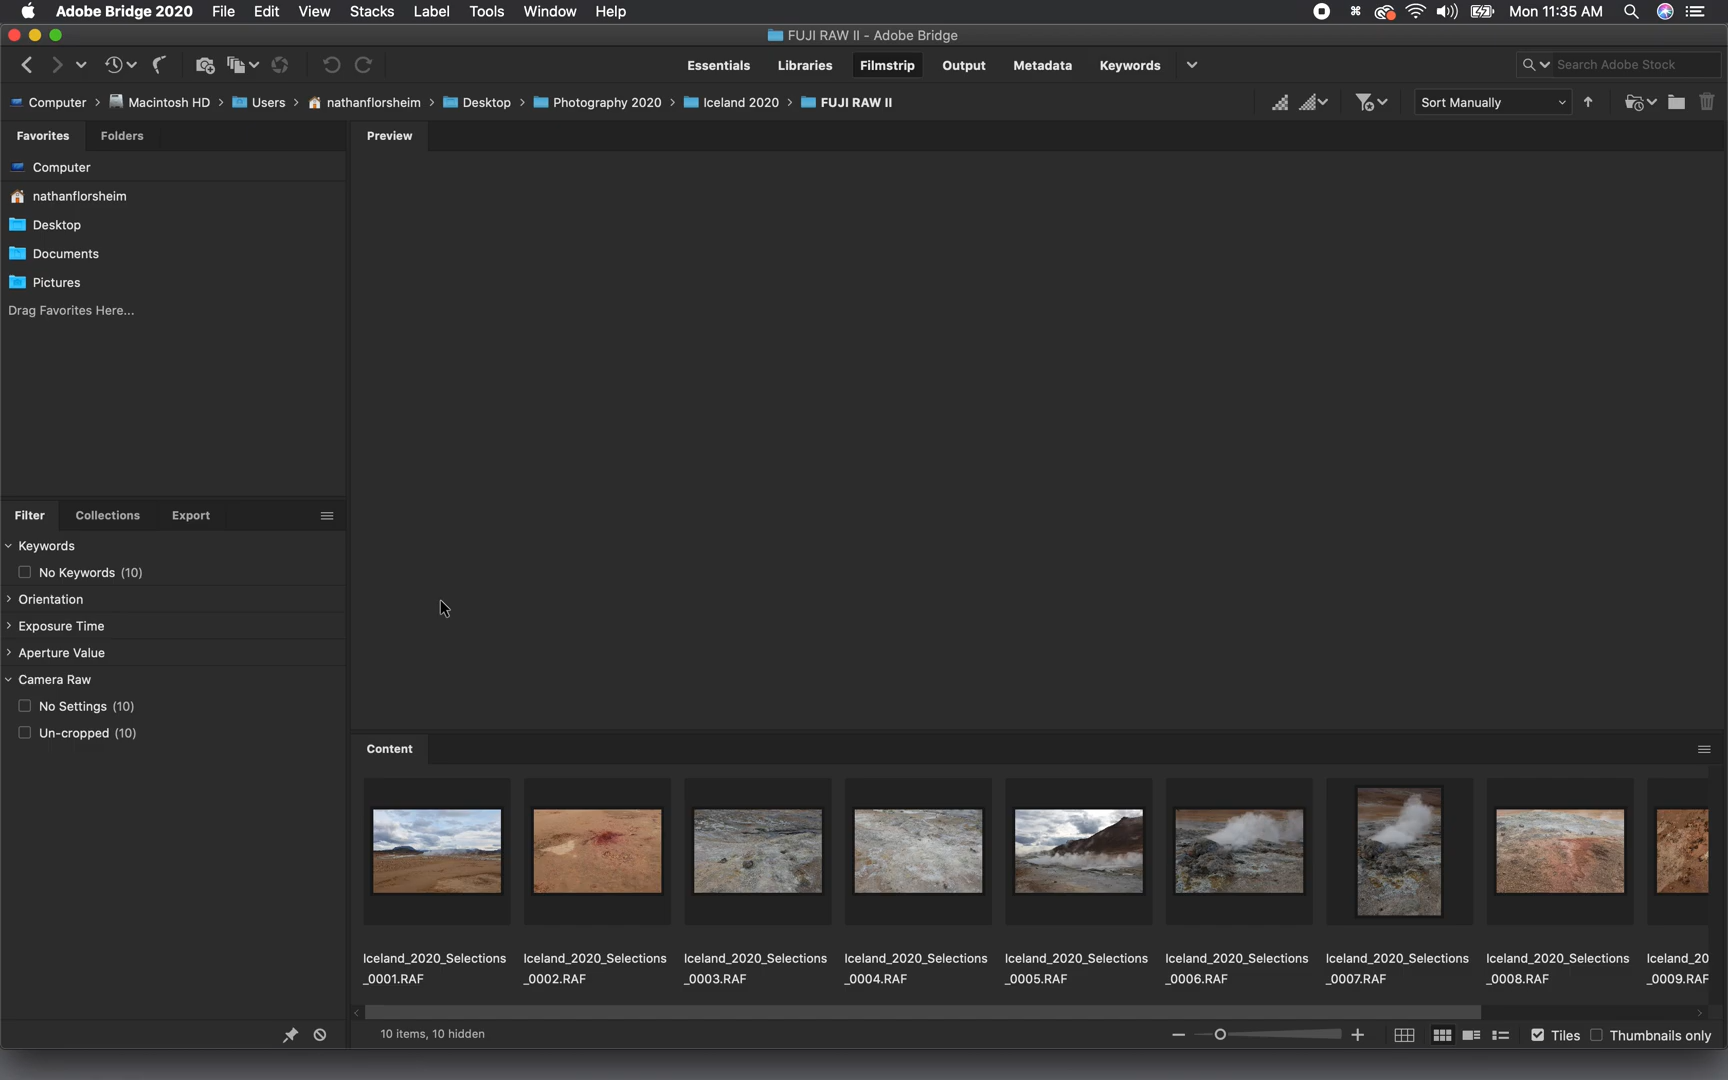 Adobe Bridge 2020 File Edit View Stacks Label Tools Window Help Mon 11:35 AM
FUJI RAW II - Adobe Bridge
Essentials Libraries Filmstrip Output Metadata Keywords Search Adobe Stock
Computer Macintosh HD Users nathanflorsheim Desktop Photography 2020 Iceland 2020 FUJI RAW II Sort Manually
Favorites Folders Preview
Computer
nathanflorsheim
Desktop
Documents
Pictures
Drag Favorites Here...
Filter Collections Export
Keywords
No Keywords (10)
Orientation
Exposure Time
Aperture Value
Camera Raw
No Settings (10)
Un-cropped (10)
Content
Iceland_2020_Selections Iceland_2020_Selections Iceland_2020_Selections Iceland_2020_Selections Iceland_2020_Selections Iceland_2020_Selections Iceland_2020_Selections Iceland_2020_Selections Iceland_20
_0001.RAF _0002.RAF _0003.RAF _0004.RAF _0005.RAF _0006.RAF _0007.RAF _0008.RAF _0009.RAF
10 items, 10 hidden Tiles Thumbnails only